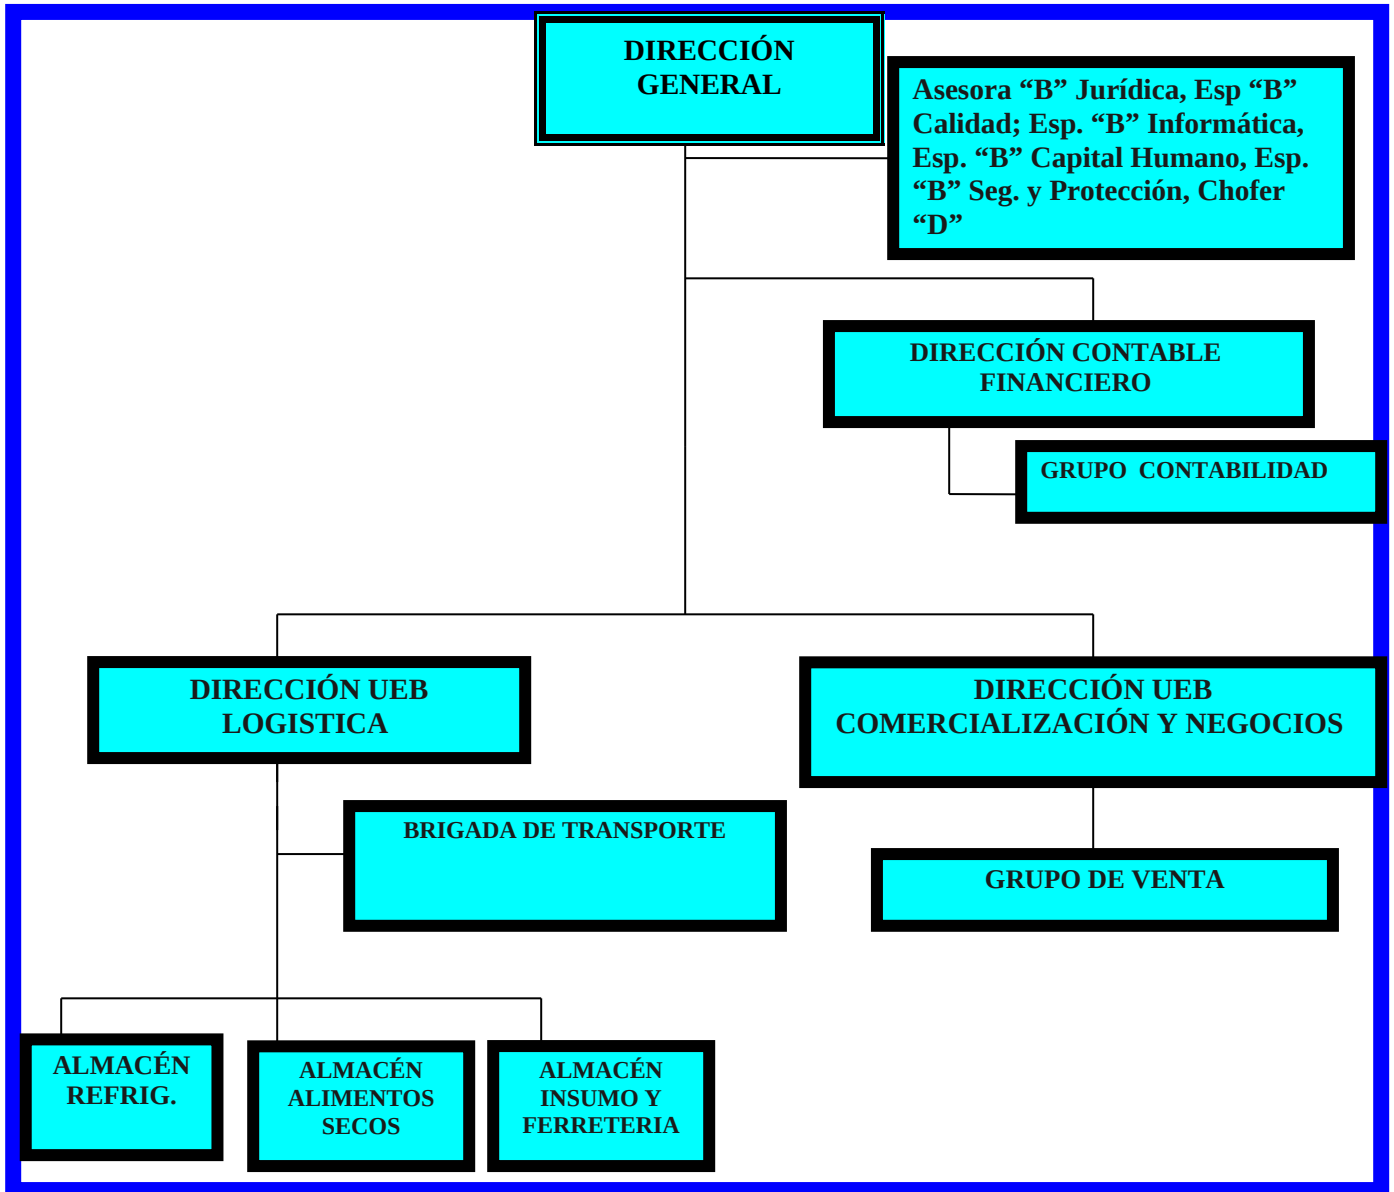 DIRECCIÓN
GENERAL
Asesora “B” Jurídica, Esp “B”
Calidad; Esp. “B” Informática,
Esp. “B” Capital Humano, Esp.
“B” Seg. y Protección, Chofer
“D”
DIRECCIÓN CONTABLE
FINANCIERO
GRUPO CONTABILIDAD
DIRECCIÓN UEB
LOGISTICA
DIRECCIÓN UEB
COMERCIALIZACIÓN Y NEGOCIOS
BRIGADA DE TRANSPORTE
GRUPO DE VENTA
ALMACÉN
REFRIG.
ALMACÉN
ALIMENTOS
SECOS
ALMACÉN
INSUMO Y
FERRETERIA